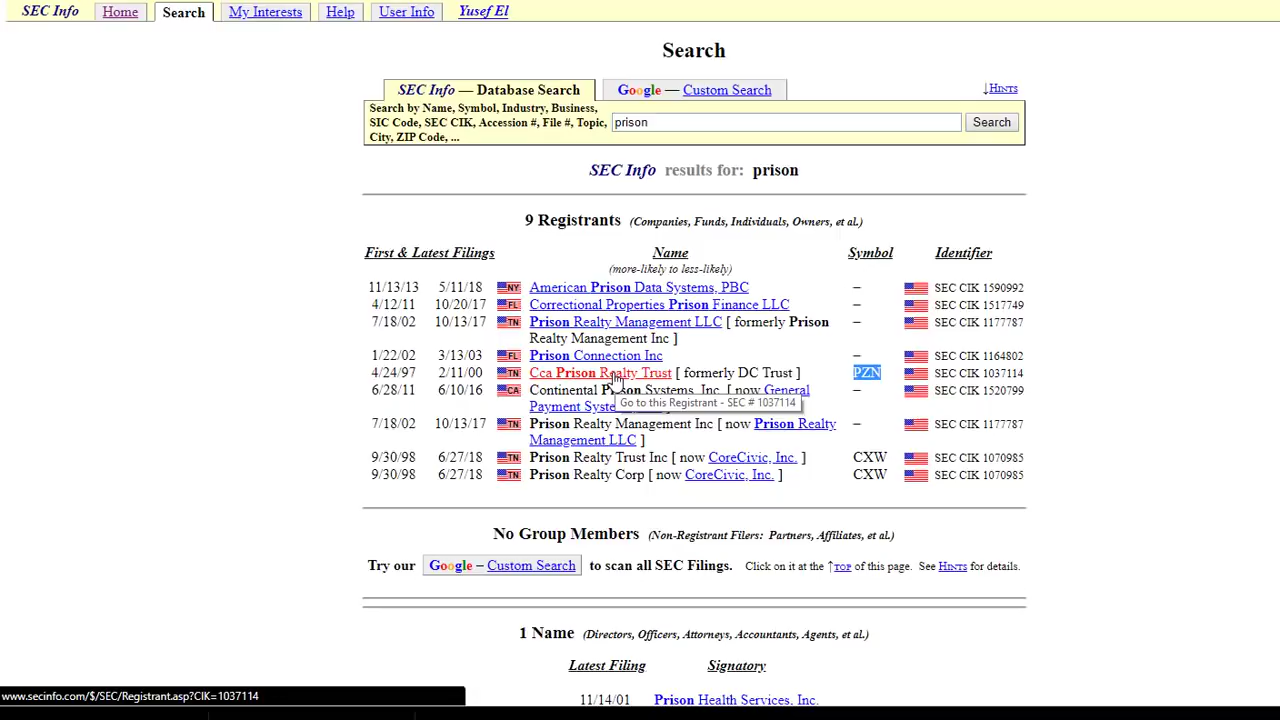 SEC Info Home Search My Interests Help User Info Yusef El
Search
SEC Info — Database Search Google — Custom Search ↓HINTS
Search by Name, Symbol, Industry, Business,
SIC Code, SEC CIK, Accession #, File #, Topic, prison Search
City, ZIP Code, ...
SEC Info results for: prison
9 Registrants (Companies, Funds, Individuals, Owners, et al.)
First & Latest Filings Name Symbol Identifier
(more-likely to less-likely)
11/13/13 5/11/18 NY American Prison Data Systems, PBC – SEC CIK 1590992
4/12/11 10/20/17 FL Correctional Properties Prison Finance LLC – SEC CIK 1517749
7/18/02 10/13/17 TN Prison Realty Management LLC [ formerly Prison – SEC CIK 1177787
Realty Management Inc ]
1/22/02 3/13/03 FL Prison Connection Inc – SEC CIK 1164802
4/24/97 2/11/00 TN Cca Prison Realty Trust [ formerly DC Trust ] PZN SEC CIK 1037114
6/28/11 6/10/16 CA Continental Prison Systems, Inc. [ now General – SEC CIK 1520799
Payment Syste
Go to this Registrant - SEC # 1037114
7/18/02 10/13/17 TN Prison Realty Management Inc [ now Prison Realty – SEC CIK 1177787
Management LLC ]
9/30/98 6/27/18 TN Prison Realty Trust Inc [ now CoreCivic, Inc. ] CXW SEC CIK 1070985
9/30/98 6/27/18 TN Prison Realty Corp [ now CoreCivic, Inc. ] CXW SEC CIK 1070985
No Group Members (Non-Registrant Filers: Partners, Affiliates, et al.)
Try our Google – Custom Search to scan all SEC Filings. Click on it at the ↑TOP of this page. See HINTS for details.
1 Name (Directors, Officers, Attorneys, Accountants, Agents, et al.)
Latest Filing Signatory
11/14/01 Prison Health Services, Inc.
www.secinfo.com/$/SEC/Registrant.asp?CIK=1037114